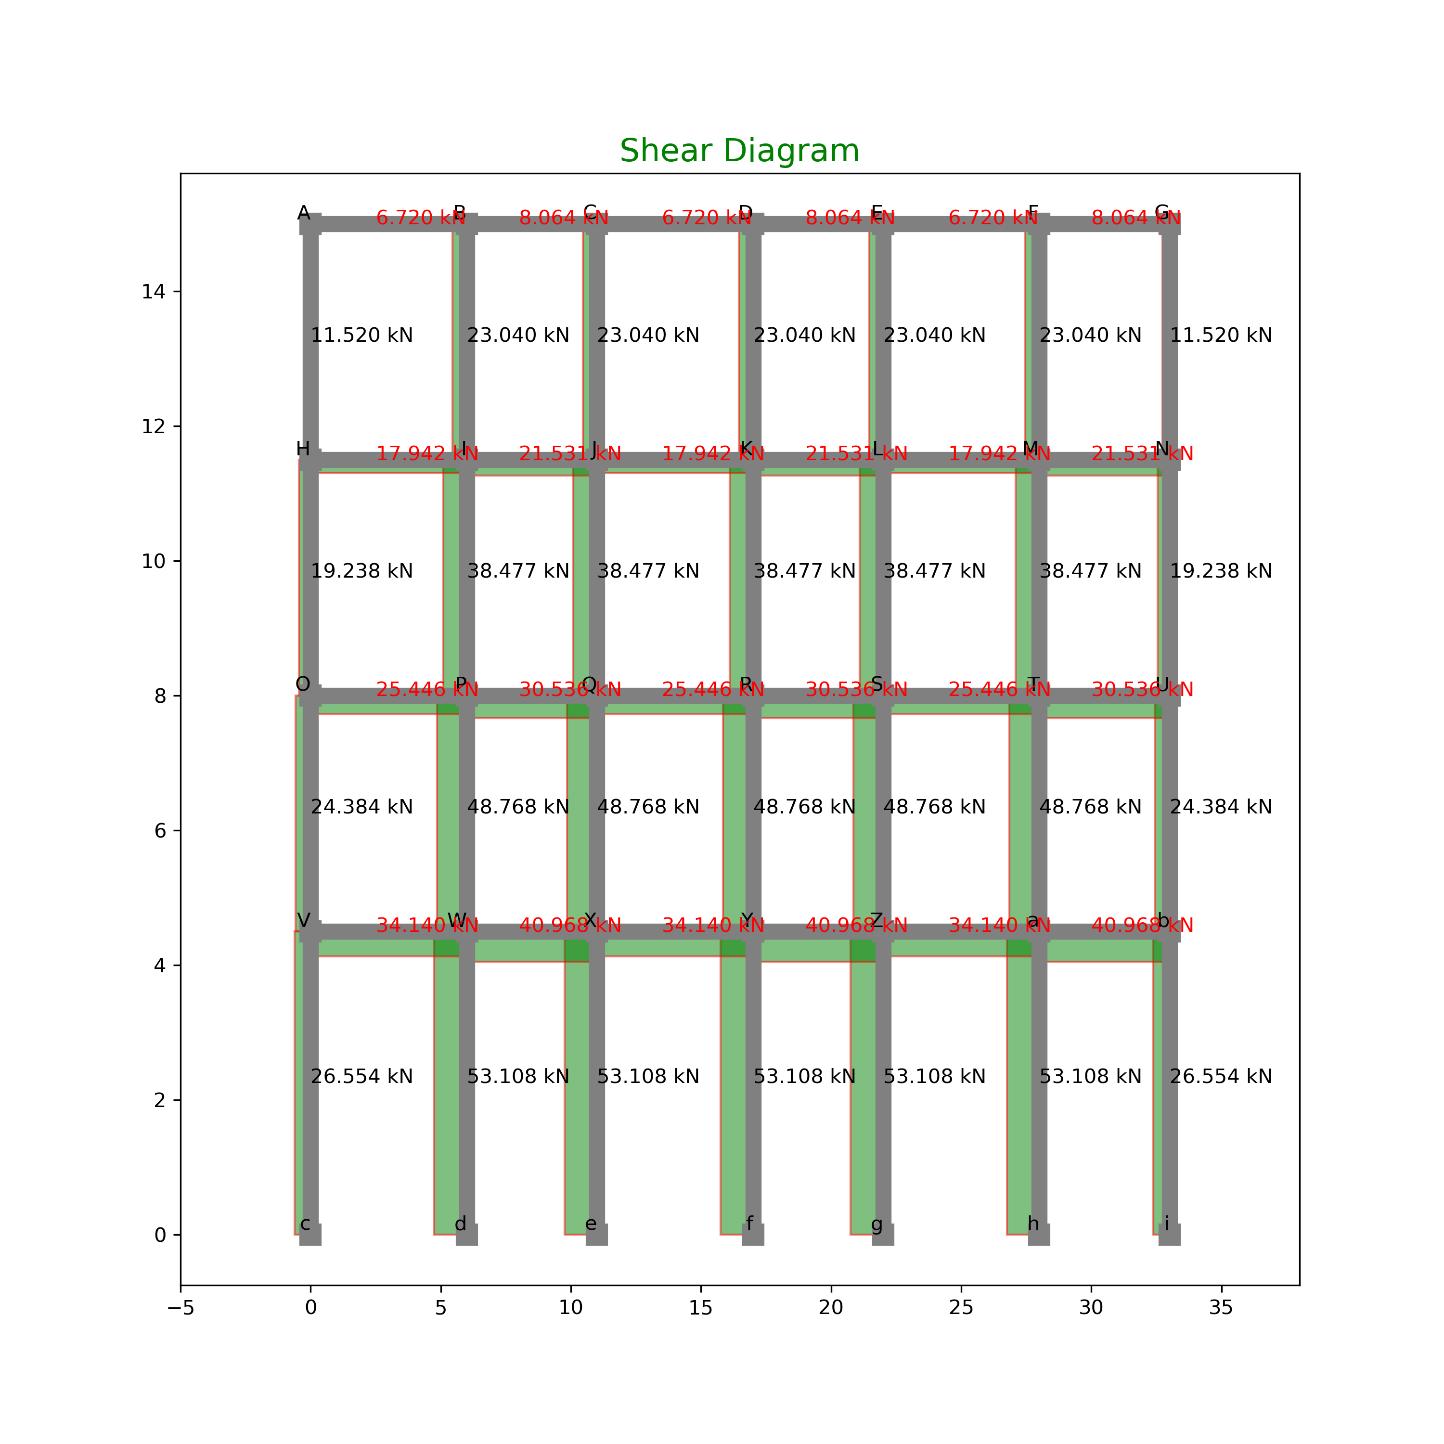 Shear Diagram
A 6.720 kN B 8.064 kN C 6.720 kN D 8.064 kN E 6.720 kN F 8.064 kN G
14
11.520 kN 23.040 kN 23.040 kN 23.040 kN 23.040 kN 23.040 kN 11.520 kN
12
H 17.942 kN I 21.531 kN J 17.942 kN K 21.531 kN L 17.942 kN M 21.531 kN N
10
19.238 kN 38.477 kN 38.477 kN 38.477 kN 38.477 kN 38.477 kN 19.238 kN
8
O 25.446 kN P 30.536 kN Q 25.446 kN R 30.536 kN S 25.446 kN T 30.536 kN U
24.384 kN 48.768 kN 48.768 kN 48.768 kN 48.768 kN 48.768 kN 24.384 kN
6
V 34.140 kN W 40.968 kN X 34.140 kN Y 40.968 kN Z 34.140 kN a 40.968 kN b
4
26.554 kN 53.108 kN 53.108 kN 53.108 kN 53.108 kN 53.108 kN 26.554 kN
2
c d e f g h i
0
−5 0 5 10 15 20 25 30 35